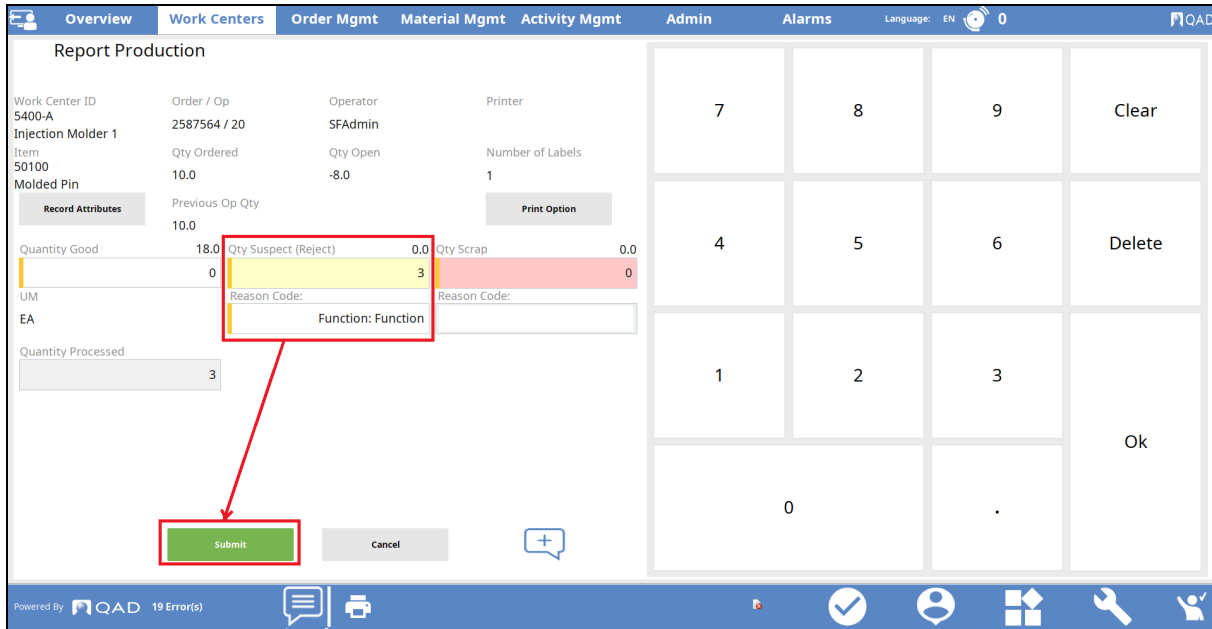 Overview Work Centers Order Mgmt Material Mgmt Activity Mgmt Admin Alarms Language: EN 0 QAD
Report Production
Work Center ID Order / Op Operator Printer
5400-A 2587564 / 20 SFAdmin
Injection Molder 1
Item Qty Ordered Qty Open Number of Labels
50100 10.0 -8.0 1
Molded Pin
Record Attributes Previous Op Qty Print Option
10.0
Quantity Good 18.0 Qty Suspect (Reject) 0.0 Qty Scrap 0.0
0 3 0
UM Reason Code: Reason Code:
EA Function: Function
Quantity Processed
3
Submit Cancel
7 8 9 Clear
4 5 6 Delete
1 2 3
Ok
0 .
Powered By QAD 19 Error(s)